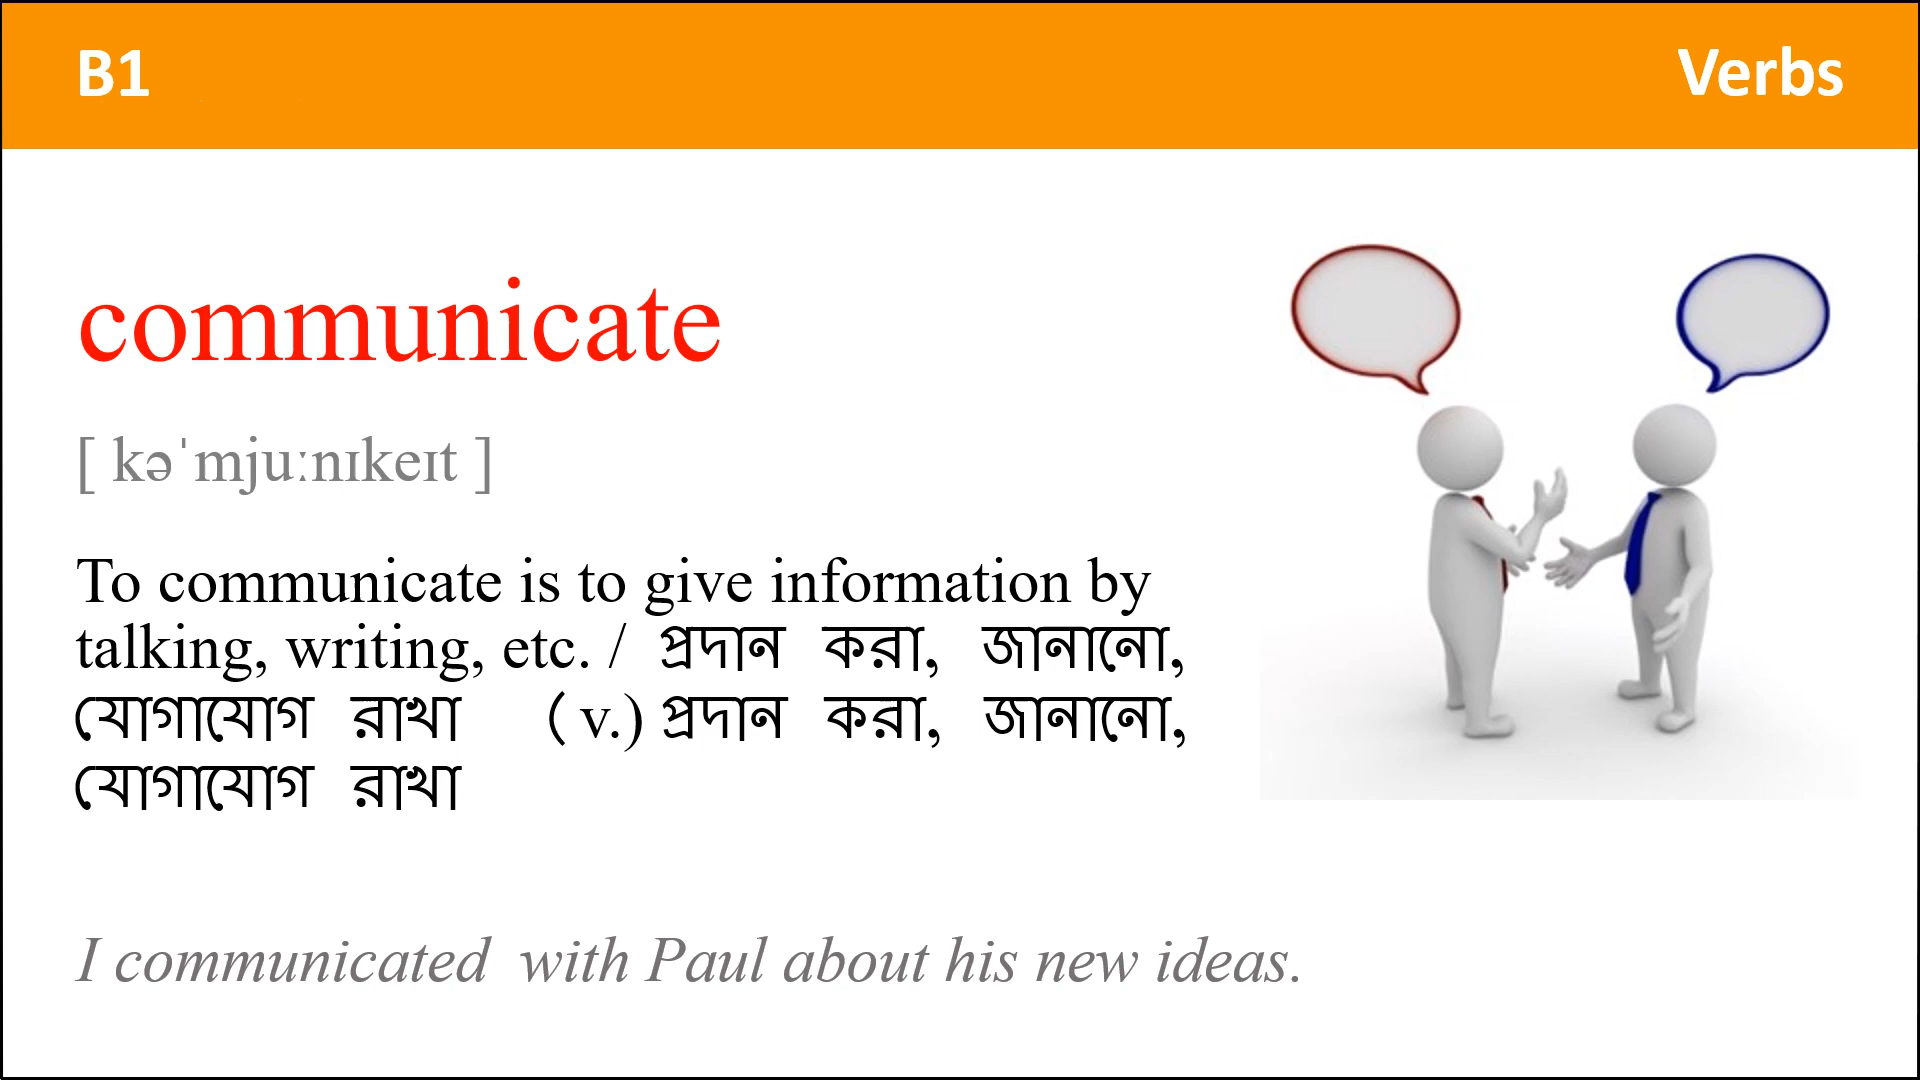 B1 Verbs
communicate
[ kəˈmjuːnɪkeɪt ]
To communicate is to give information by
talking, writing, etc. / প্রদান করা, জানানো,
যোগাযোগ রাখা ( v.) প্রদান করা, জানানো,
যোগাযোগ রাখা
I communicated with Paul about his new ideas.